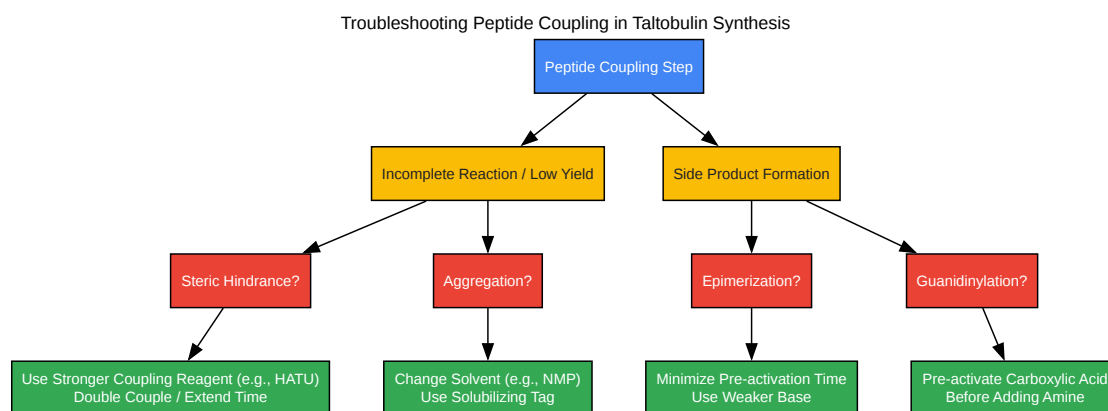 Troubleshooting Peptide Coupling in Taltobulin Synthesis
Peptide Coupling Step
Incomplete Reaction / Low Yield
Side Product Formation
Steric Hindrance?
Aggregation?
Epimerization?
Guanidinylation?
Use Stronger Coupling Reagent (e.g., HATU)
Double Couple / Extend Time
Change Solvent (e.g., NMP)
Use Solubilizing Tag
Minimize Pre-activation Time
Use Weaker Base
Pre-activate Carboxylic Acid
Before Adding Amine